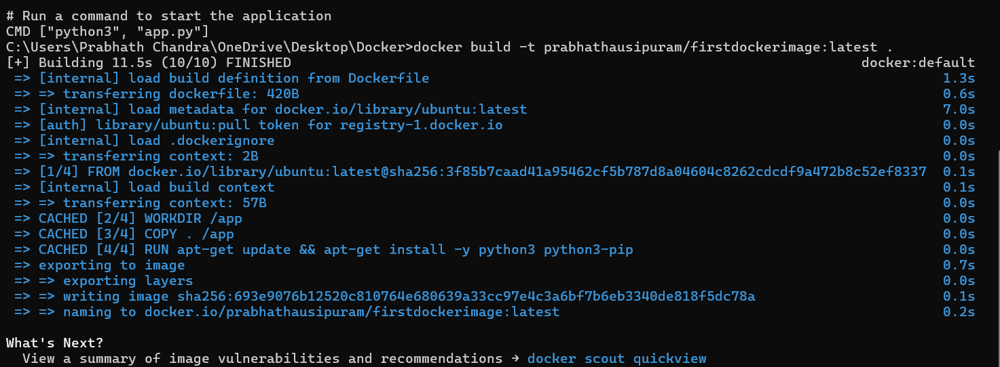 # Run a command to start the application
CMD ["python3", "app.py"]
C:\Users\Prabhath Chandra\OneDrive\Desktop\Docker>docker build -t prabhathausipuram/firstdockerimage:latest .
[+] Building 11.5s (10/10) FINISHED docker:default
=> [internal] load build definition from Dockerfile 1.3s
=> => transferring dockerfile: 420B 0.6s
=> [internal] load metadata for docker.io/library/ubuntu:latest 7.0s
=> [auth] library/ubuntu:pull token for registry-1.docker.io 0.0s
=> [internal] load .dockerignore 0.0s
=> => transferring context: 2B 0.0s
=> [1/4] FROM docker.io/library/ubuntu:latest@sha256:3f85b7caad41a95462cf5b787d8a04604c8262cdcdf9a472b8c52ef8337 0.1s
=> [internal] load build context 0.1s
=> => transferring context: 57B 0.0s
=> CACHED [2/4] WORKDIR /app 0.0s
=> CACHED [3/4] COPY . /app 0.0s
=> CACHED [4/4] RUN apt-get update && apt-get install -y python3 python3-pip 0.0s
=> exporting to image 0.7s
=> => exporting layers 0.0s
=> => writing image sha256:693e9076b12520c810764e680639a33cc97e4c3a6bf7b6eb3340de818f5dc78a 0.1s
=> => naming to docker.io/prabhathausipuram/firstdockerimage:latest 0.2s
What's Next?
View a summary of image vulnerabilities and recommendations → docker scout quickview